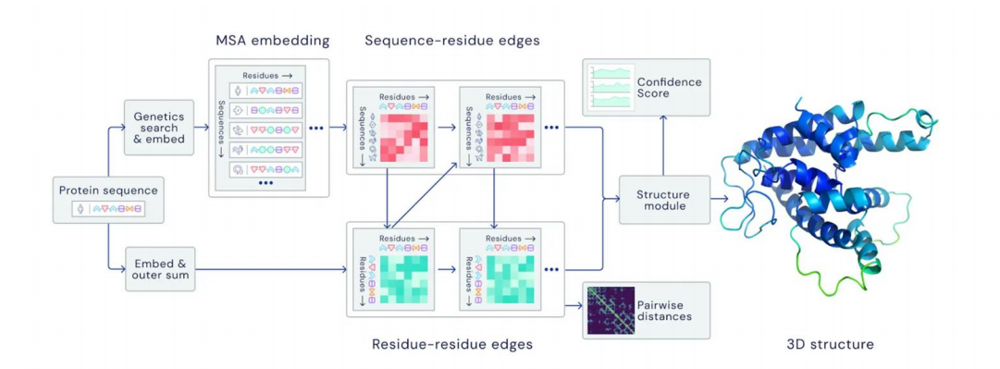 MSA embedding
Sequence-residue edges
Residues →
Sequences →
Genetics
search
& embed
Residues →
Sequences →
Residues →
Sequences →
Confidence
Score
Protein sequence
Structure
module
Embed &
outer sum
Residues →
Residues →
Residues →
Residues →
Pairwise
distances
Residue-residue edges
3D structure